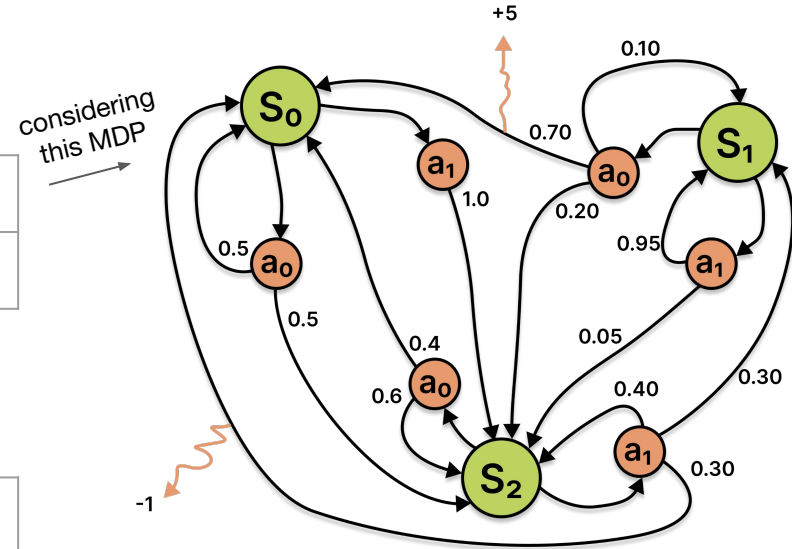 +5
0.10
considering
this MDP
S₀
0.70
a₁
a₀
S₁
1.0
0.20
0.5
a₀
0.95
a₁
0.5
0.05
0.4
a₀
0.6
0.40
0.30
a₁
0.30
S₂
-1